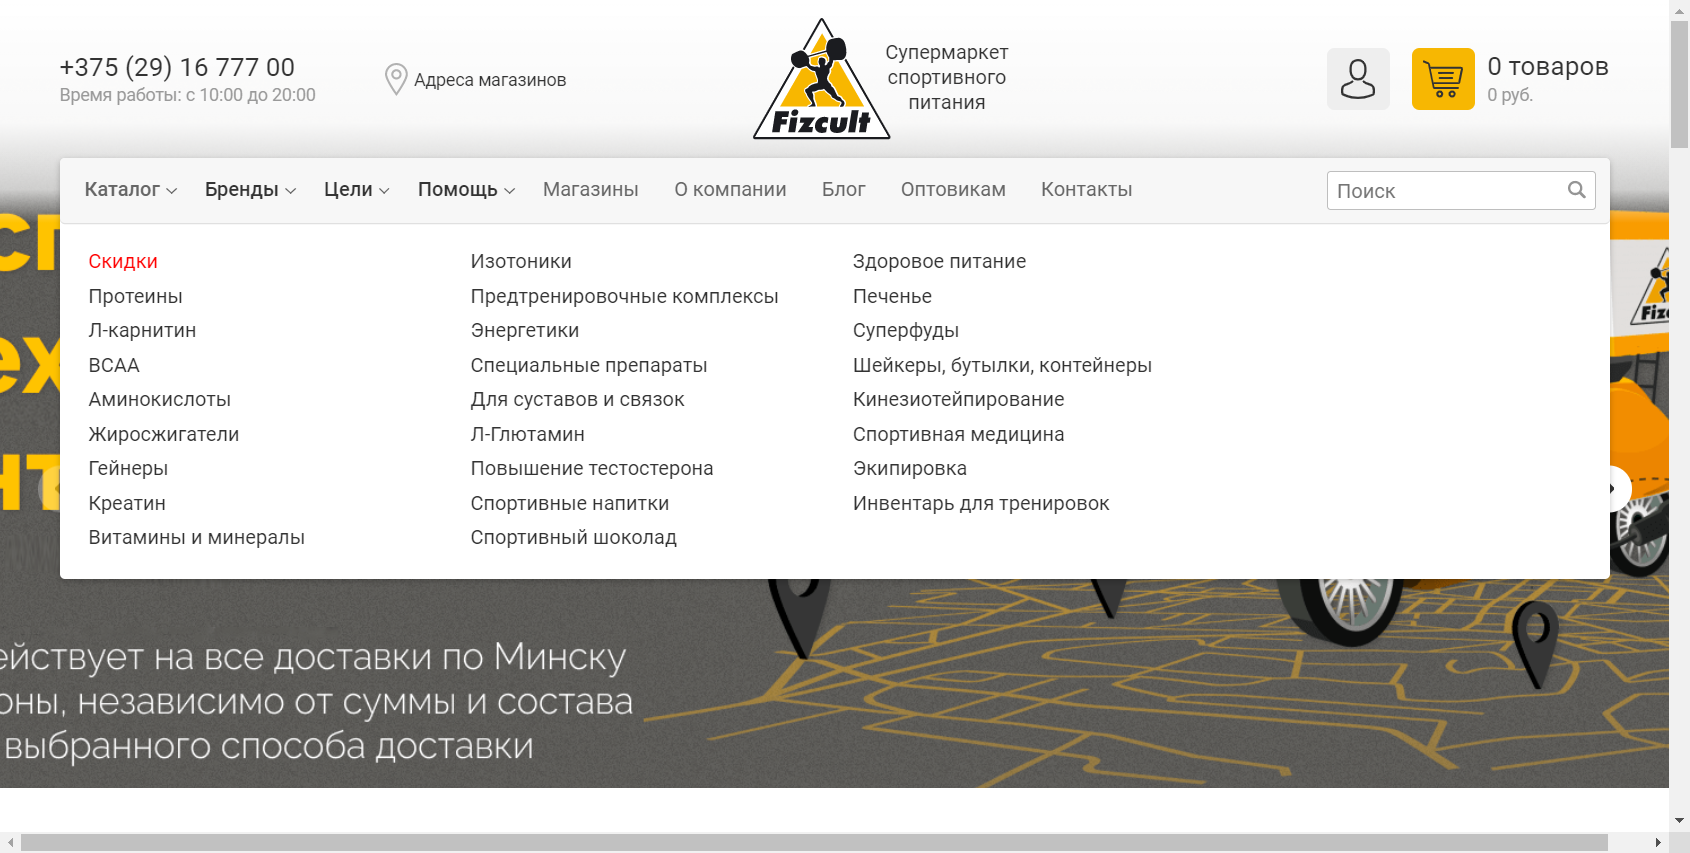 +375 (29) 16 777 00
Время работы: с 10:00 до 20:00
Адреса магазинов
Fizcult
Супермаркет
спортивного
питания
0 товаров
0 руб.
Каталог Бренды Цели Помощь Магазины О компании Блог Оптовикам Контакты
Поиск
Скидки
Протеины
Л-карнитин
BCAA
Аминокислоты
Жиросжигатели
Гейнеры
Креатин
Витамины и минералы
Изотоники
Предтренировочные комплексы
Энергетики
Специальные препараты
Для суставов и связок
Л-Глютамин
Повышение тестостерона
Спортивные напитки
Спортивный шоколад
Здоровое питание
Печенье
Суперфуды
Шейкеры, бутылки, контейнеры
Кинезиотейпирование
Спортивная медицина
Экипировка
Инвентарь для тренировок
ействует на все доставки по Минску
оны, независимо от суммы и состава
выбранного способа доставки